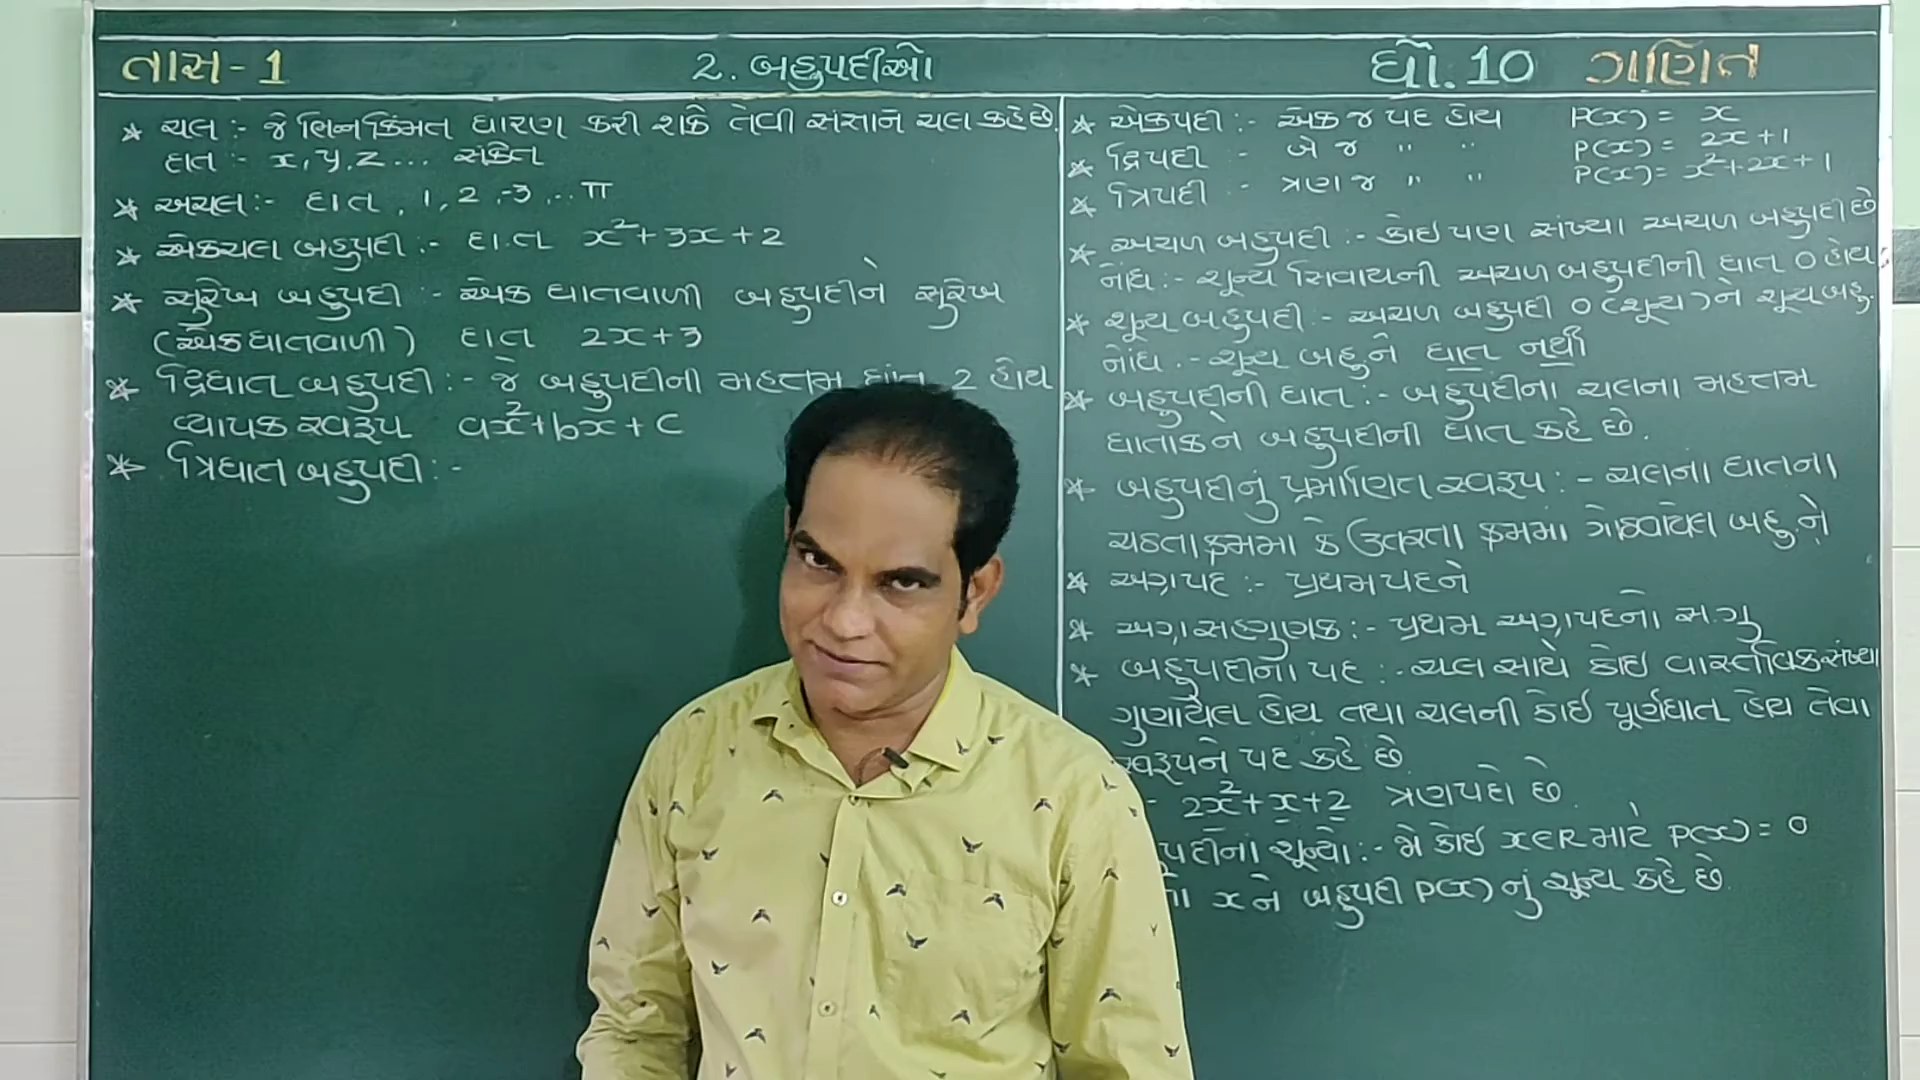 તાસ - 1
2. બહુપદીઓ
ધો. 10 ગણિત
* ચલ :- જે ભિન્ન કિંમત ધારણ કરી શકે તેવી સંજ્ઞાને ચલ કહે છે.
દા.ત :- x, y, z ... સંકેત
* અચલ :- દા.ત, 1, 2, -3, ... π
* એકચલ બહુપદી :- દા.ત x²+3x+2
* સુરેખ બહુપદી - એક ઘાતવાળી બહુપદીને સુરેખ
(એકઘાતવાળી) દા.ત 2x+3
* દ્વિઘાત બહુપદી :- જે બહુપદીની મહત્તમ ઘાત 2 હોય
વ્યાપક સ્વરૂપ ax²+bx+c
* ત્રિઘાત બહુપદી :-
* એકપદી :- એક જ પદ હોય P(x) = x
* દ્વિપદી - બે જ " " P(x) = 2x+1
* ત્રિપદી :- ત્રણ જ " " P(x) = x²+2x+1
* અચળ બહુપદી :- કોઇ પણ સંખ્યા અચળ બહુપદી છે
નોંધ :- શૂન્ય સિવાયની અચળ બહુપદીની ઘાત 0 હોય
* શૂન્ય બહુપદી :- અચળ બહુપદી 0 (શૂન્ય) ને શૂન્ય બહુ.
નોંધ :- શૂન્ય બહુને ઘાત નથી
* બહુપદીની ઘાત :- બહુપદીના ચલના મહત્તમ
ઘાતાંકને બહુપદીની ઘાત કહે છે.
* બહુપદીનું પ્રમાણિત સ્વરૂપ :- ચલના ઘાતના
ચઢતા ક્રમમાં કે ઉતરતા ક્રમમાં ગોઠવાયેલ બહુ.ને
* અગ્રપદ :- પ્રથમ પદને
* અગ્ર સહગુણક :- પ્રથમ અગ્રપદનો સ.ગુ
* બહુપદીના પદ :- ચલ સાથે કોઇ વાસ્તવિક સંખ્યા
ગુણાયેલ હોય તથા ચલની કોઇ પૂર્ણઘાત હોય તેવા
સ્વરૂપને પદ કહે છે.
- 2x²+x+2 ત્રણ પદો છે.
પદીનાં શૂન્યો :- જો કોઇ x∈R માટે P(x) = 0
x ને બહુપદી P(x) નું શૂન્ય કહે છે.